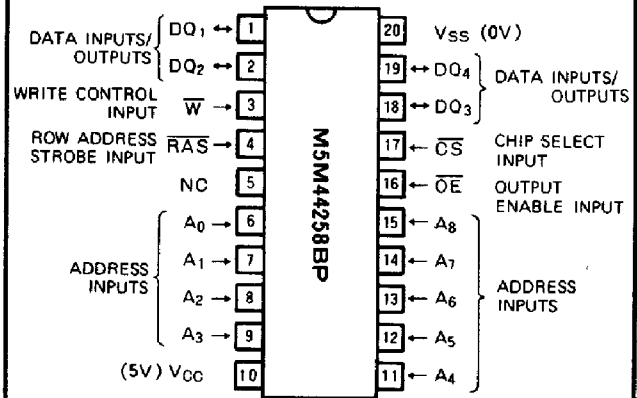 DATA INPUTS/
OUTPUTS
DQ1 ↔ 1
DQ2 ↔ 2
WRITE CONTROL
INPUT
W̅ → 3
ROW ADDRESS
STROBE INPUT
R̅A̅S̅ → 4
NC 5
ADDRESS
INPUTS
A0 → 6
A1 → 7
A2 → 8
A3 → 9
(5V) VCC 10
M5M44258BP
20 VSS (0V)
19 ↔ DQ4
18 ↔ DQ3
DATA INPUTS/
OUTPUTS
17 ← C̅S̅
CHIP SELECT
INPUT
16 ← O̅E̅
OUTPUT
ENABLE INPUT
15 ← A8
14 ← A7
13 ← A6
12 ← A5
11 ← A4
ADDRESS
INPUTS